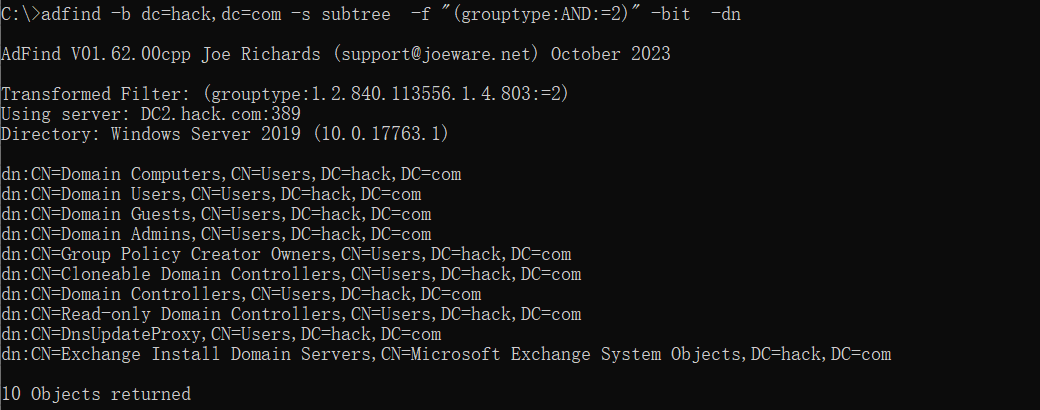 C:\>adfind -b dc=hack,dc=com -s subtree  -f "(grouptype:AND:=2)" -bit  -dn
AdFind V01.62.00cpp Joe Richards (support@joeware.net) October 2023
Transformed Filter: (grouptype:1.2.840.113556.1.4.803:=2)
Using server: DC2.hack.com:389
Directory: Windows Server 2019 (10.0.17763.1)
dn:CN=Domain Computers,CN=Users,DC=hack,DC=com
dn:CN=Domain Users,CN=Users,DC=hack,DC=com
dn:CN=Domain Guests,CN=Users,DC=hack,DC=com
dn:CN=Domain Admins,CN=Users,DC=hack,DC=com
dn:CN=Group Policy Creator Owners,CN=Users,DC=hack,DC=com
dn:CN=Cloneable Domain Controllers,CN=Users,DC=hack,DC=com
dn:CN=Domain Controllers,CN=Users,DC=hack,DC=com
dn:CN=Read-only Domain Controllers,CN=Users,DC=hack,DC=com
dn:CN=DnsUpdateProxy,CN=Users,DC=hack,DC=com
dn:CN=Exchange Install Domain Servers,CN=Microsoft Exchange System Objects,DC=hack,DC=com
10 Objects returned